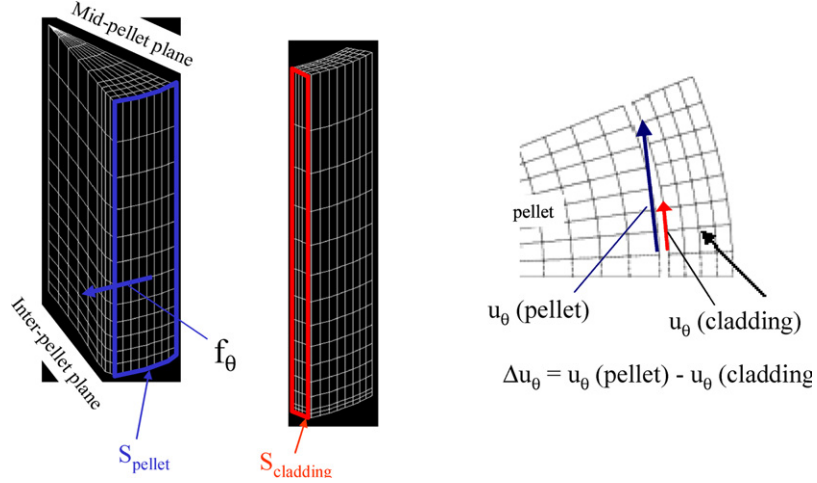 Mid-pellet plane
Inter-pellet plane
fθ
Spellet
Scladding
pellet
uθ (pellet)
uθ (cladding)
Δuθ = uθ (pellet) - uθ (cladding